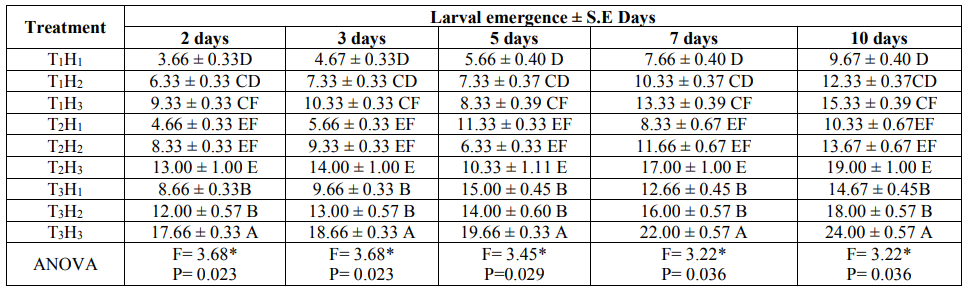 Treatment Larval emergence ± S.E Days
2 days 3 days 5 days 7 days 10 days
T₁H₁ 3.66 ± 0.33D 4.67 ± 0.33D 5.66 ± 0.40 D 7.66 ± 0.40 D 9.67 ± 0.40 D
T₁H₂ 6.33 ± 0.33 CD 7.33 ± 0.33 CD 7.33 ± 0.37 CD 10.33 ± 0.37 CD 12.33 ± 0.37CD
T₁H₃ 9.33 ± 0.33 CF 10.33 ± 0.33 CF 8.33 ± 0.39 CF 13.33 ± 0.39 CF 15.33 ± 0.39 CF
T₂H₁ 4.66 ± 0.33 EF 5.66 ± 0.33 EF 11.33 ± 0.33 EF 8.33 ± 0.67 EF 10.33 ± 0.67EF
T₂H₂ 8.33 ± 0.33 EF 9.33 ± 0.33 EF 6.33 ± 0.33 EF 11.66 ± 0.67 EF 13.67 ± 0.67 EF
T₂H₃ 13.00 ± 1.00 E 14.00 ± 1.00 E 10.33 ± 1.11 E 17.00 ± 1.00 E 19.00 ± 1.00 E
T₃H₁ 8.66 ± 0.33B 9.66 ± 0.33 B 15.00 ± 0.45 B 12.66 ± 0.45 B 14.67 ± 0.45B
T₃H₂ 12.00 ± 0.57 B 13.00 ± 0.57 B 14.00 ± 0.60 B 16.00 ± 0.57 B 18.00 ± 0.57 B
T₃H₃ 17.66 ± 0.33 A 18.66 ± 0.33 A 19.66 ± 0.33 A 22.00 ± 0.57 A 24.00 ± 0.57 A
ANOVA F= 3.68* F= 3.68* F= 3.45* F= 3.22* F= 3.22*
P= 0.023 P= 0.023 P=0.029 P= 0.036 P= 0.036